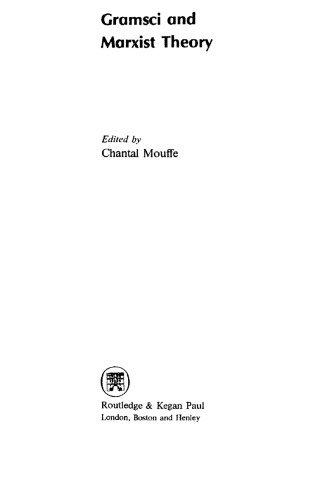 Gramsci and
Marxist Theory
Edited by
Chantal Mouffe
Routledge & Kegan Paul
London, Boston and Henley